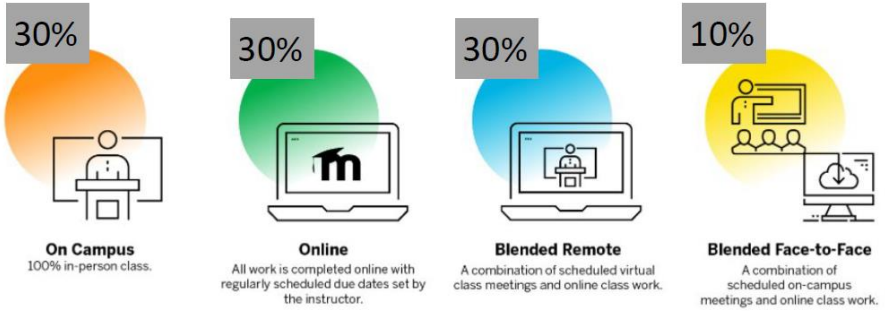 30%
On Campus
100% in-person class.
30%
m
Online
All work is completed online with
regularly scheduled due dates set by
the instructor.
30%
Blended Remote
A combination of scheduled virtual
class meetings and online class work.
10%
Blended Face-to-Face
A combination of
scheduled on-campus
meetings and online class work.